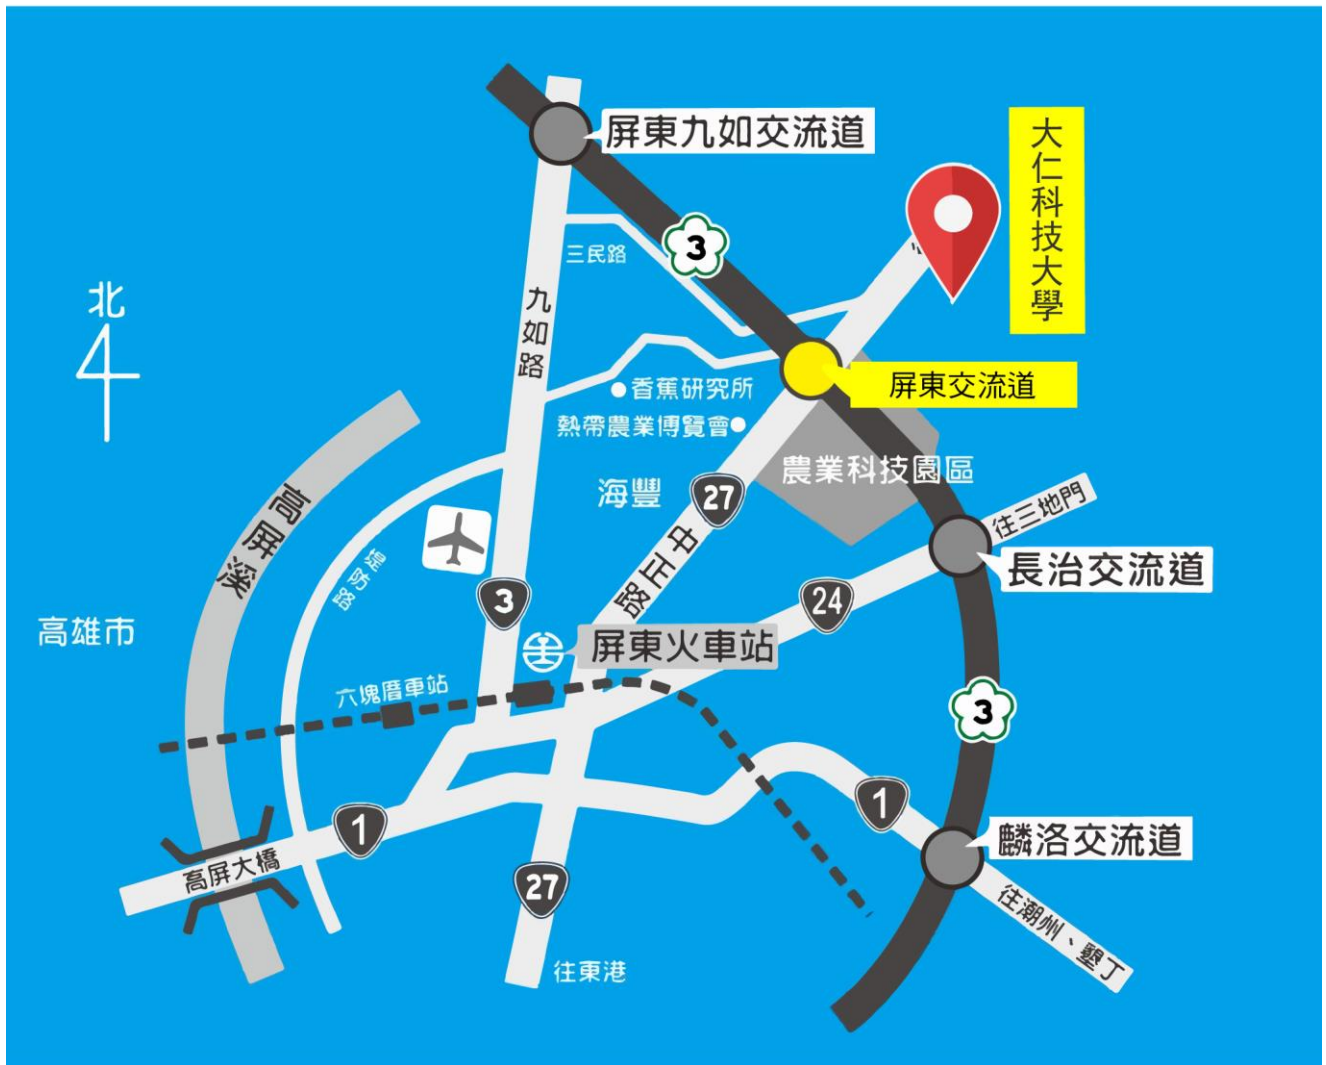 屏東九如交流道
大仁科技大學
3
三民路
北
九如路
屏東交流道
香蕉研究所
熱帶農業博覽會
農業科技園區
海豐
27
往三地門
高屏溪
中正路
堤防路
長治交流道
3
24
高雄市
屏東火車站
六塊厝車站
3
1
1
麟洛交流道
高屏大橋
27
往潮州、墾丁
往東港